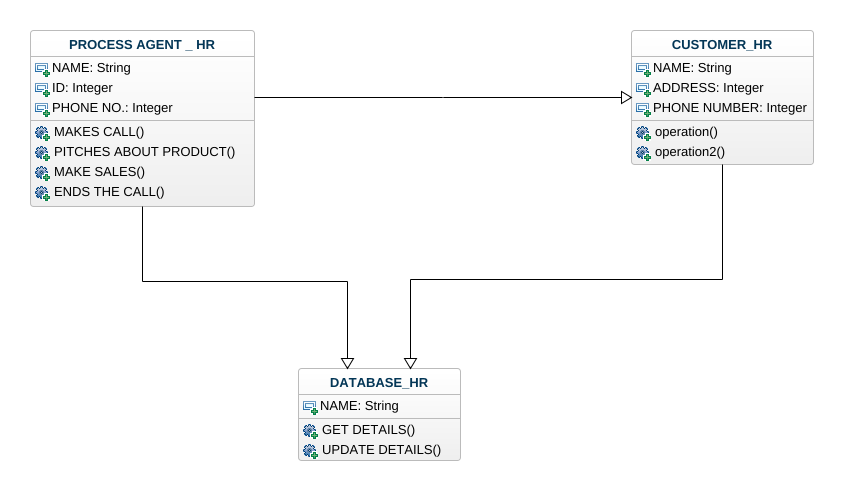 PROCESS AGENT _ HR
NAME: String
ID: Integer
PHONE NO.: Integer
MAKES CALL()
PITCHES ABOUT PRODUCT()
MAKE SALES()
ENDS THE CALL()
CUSTOMER_HR
NAME: String
ADDRESS: Integer
PHONE NUMBER: Integer
operation()
operation2()
DATABASE_HR
NAME: String
GET DETAILS()
UPDATE DETAILS()